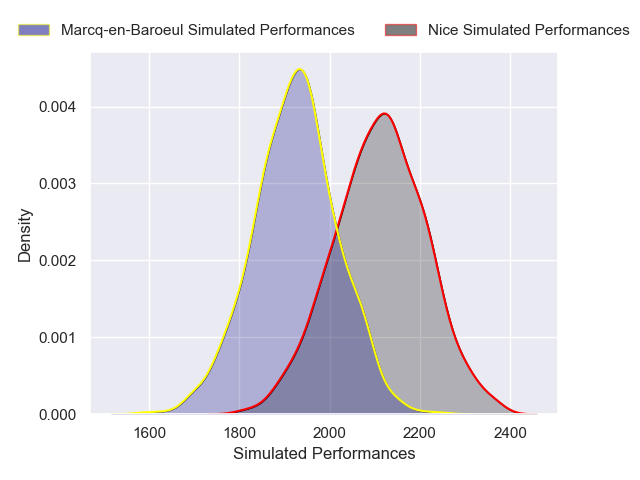 Marcq-en-Baroeul Simulated Performances
Nice Simulated Performances
0.004
0.003
0.002
0.001
0.000
Density
1600 1800 2000 2200 2400
Simulated Performances